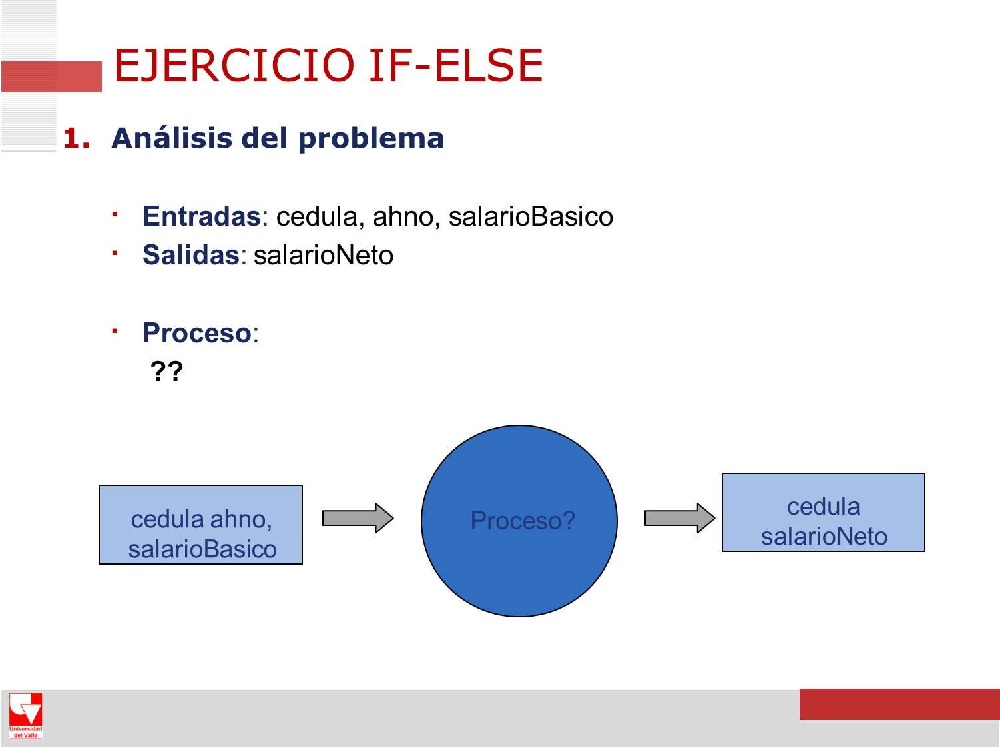 EJERCICIO IF-ELSE
1. Análisis del problema
▪ Entradas: cedula, ahno, salarioBasico
▪ Salidas: salarioNeto
▪ Proceso:
??
cedula ahno,
salarioBasico
Proceso?
cedula
salarioNeto
Universidad
del Valle